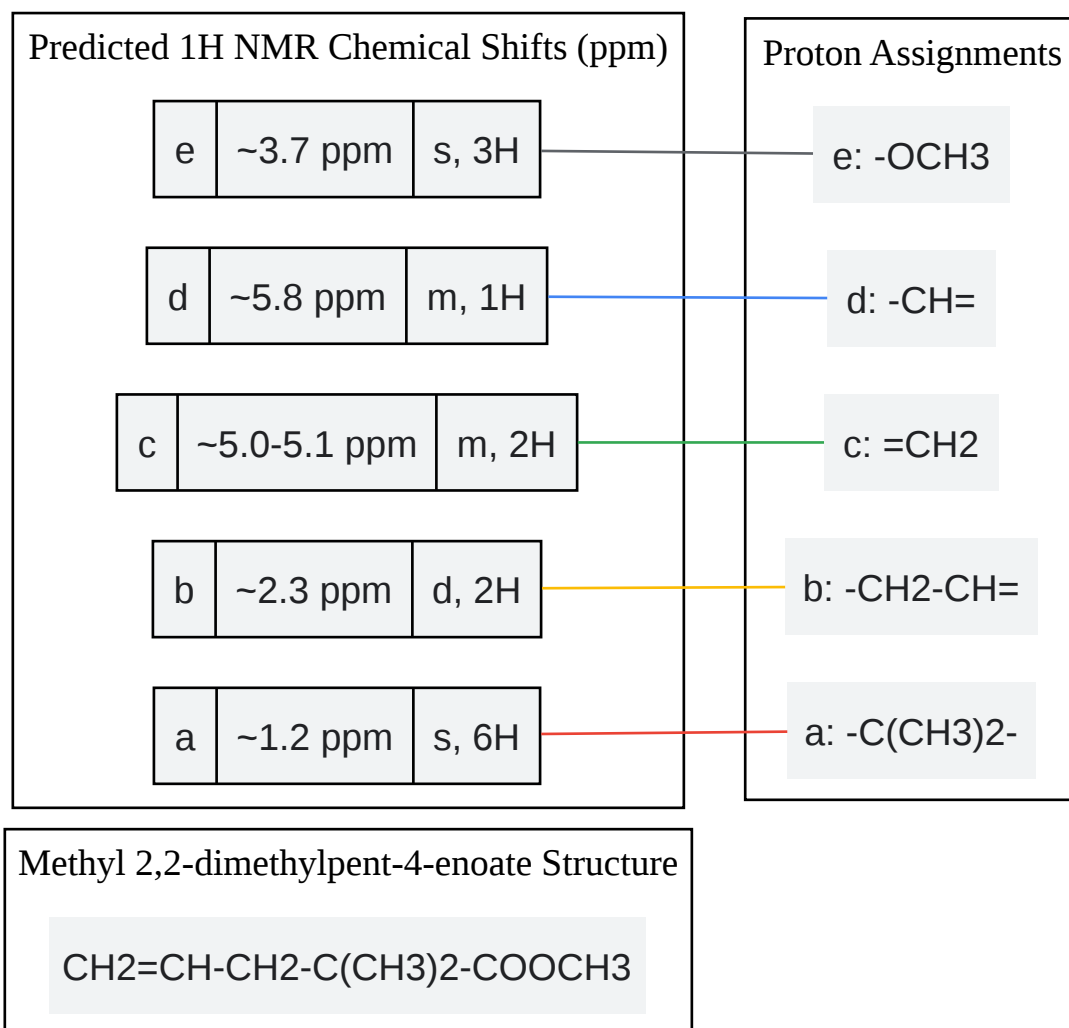 Predicted 1H NMR Chemical Shifts (ppm)
e ~3.7 ppm s, 3H
d ~5.8 ppm m, 1H
c ~5.0-5.1 ppm m, 2H
b ~2.3 ppm d, 2H
a ~1.2 ppm s, 6H
Proton Assignments
e: -OCH3
d: -CH=
c: =CH2
b: -CH2-CH=
a: -C(CH3)2-
Methyl 2,2-dimethylpent-4-enoate Structure
CH2=CH-CH2-C(CH3)2-COOCH3